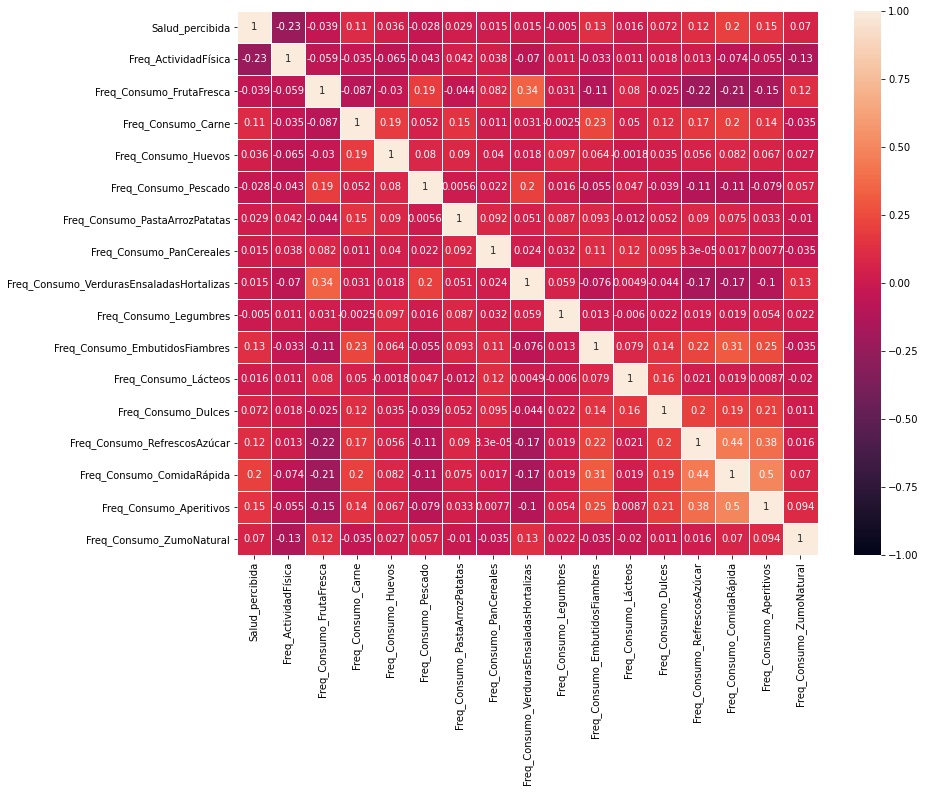 Salud_percibida 1 -0.23 -0.039 0.11 0.036 -0.028 0.029 0.015 0.015 -0.005 0.13 0.016 0.072 0.12 0.2 0.15 0.07
Freq_ActividadFísica -0.23 1 -0.059 -0.035 -0.065 -0.043 0.042 0.038 -0.07 0.011 -0.033 0.011 0.018 0.013 -0.074 -0.055 -0.13
Freq_Consumo_FrutaFresca -0.039 -0.059 1 -0.087 -0.03 0.19 -0.044 0.082 0.34 0.031 -0.11 0.08 -0.025 -0.22 -0.21 -0.15 0.12
Freq_Consumo_Carne 0.11 -0.035 -0.087 1 0.19 0.052 0.15 0.011 0.031 -0.0025 0.23 0.05 0.12 0.17 0.2 0.14 -0.035
Freq_Consumo_Huevos 0.036 -0.065 -0.03 0.19 1 0.08 0.09 0.04 0.018 0.097 0.064 -0.0018 0.035 0.056 0.082 0.067 0.027
Freq_Consumo_Pescado -0.028 -0.043 0.19 0.052 0.08 1 0.0056 0.022 0.2 0.016 -0.055 0.047 -0.039 -0.11 -0.11 -0.079 0.057
Freq_Consumo_PastaArrozPatatas 0.029 0.042 -0.044 0.15 0.09 0.0056 1 0.092 0.051 0.087 0.093 -0.012 0.052 0.09 0.075 0.033 -0.01
Freq_Consumo_PanCereales 0.015 0.038 0.082 0.011 0.04 0.022 0.092 1 0.024 0.032 0.11 0.12 0.095 0.017 0.0077 -0.035
Freq_Consumo_VerdurasEnsaladasHortalizas 0.015 -0.07 0.34 0.031 0.018 0.2 0.051 0.024 1 0.059 -0.076 0.0049 -0.044 -0.17 -0.17 -0.1 0.13
Freq_Consumo_Legumbres -0.005 0.011 0.031 -0.0025 0.097 0.016 0.087 0.032 0.059 1 0.013 -0.006 0.022 0.019 0.019 0.054 0.022
Freq_Consumo_EmbutidosFiambres 0.13 -0.033 -0.11 0.23 0.064 -0.055 0.093 0.11 -0.076 0.013 1 0.079 0.14 0.22 0.31 0.25 -0.035
Freq_Consumo_Lácteos 0.016 0.011 0.08 0.05 -0.0018 0.047 -0.012 0.12 0.0049 -0.006 0.079 1 0.16 0.021 0.019 0.0087 -0.02
Freq_Consumo_Dulces 0.072 0.018 -0.025 0.12 0.035 -0.039 0.052 0.095 -0.044 0.022 0.14 0.16 1 0.2 0.19 0.21 0.011
Freq_Consumo_RefrescosAzúcar 0.12 0.013 -0.22 0.17 0.056 -0.11 0.09 -0.17 0.019 0.22 0.021 0.2 1 0.44 0.38 0.016
Freq_Consumo_ComidaRápida 0.2 -0.074 -0.21 0.2 0.082 -0.11 0.075 0.017 -0.17 0.019 0.31 0.019 0.19 0.44 1 0.5 0.07
Freq_Consumo_Aperitivos 0.15 -0.055 -0.15 0.14 0.067 -0.079 0.033 0.0077 -0.1 0.054 0.25 0.0087 0.21 0.38 0.5 1 0.094
Freq_Consumo_ZumoNatural 0.07 -0.13 0.12 -0.035 0.027 0.057 -0.01 -0.035 0.13 0.022 -0.035 -0.02 0.011 0.016 0.07 0.094 1
Salud_percibida
Freq_ActividadFísica
Freq_Consumo_FrutaFresca
Freq_Consumo_Carne
Freq_Consumo_Huevos
Freq_Consumo_Pescado
Freq_Consumo_PastaArrozPatatas
Freq_Consumo_PanCereales
Freq_Consumo_VerdurasEnsaladasHortalizas
Freq_Consumo_Legumbres
Freq_Consumo_EmbutidosFiambres
Freq_Consumo_Lácteos
Freq_Consumo_Dulces
Freq_Consumo_RefrescosAzúcar
Freq_Consumo_ComidaRápida
Freq_Consumo_Aperitivos
Freq_Consumo_ZumoNatural
1.00
0.75
0.50
0.25
0.00
−0.25
−0.50
−0.75
−1.00